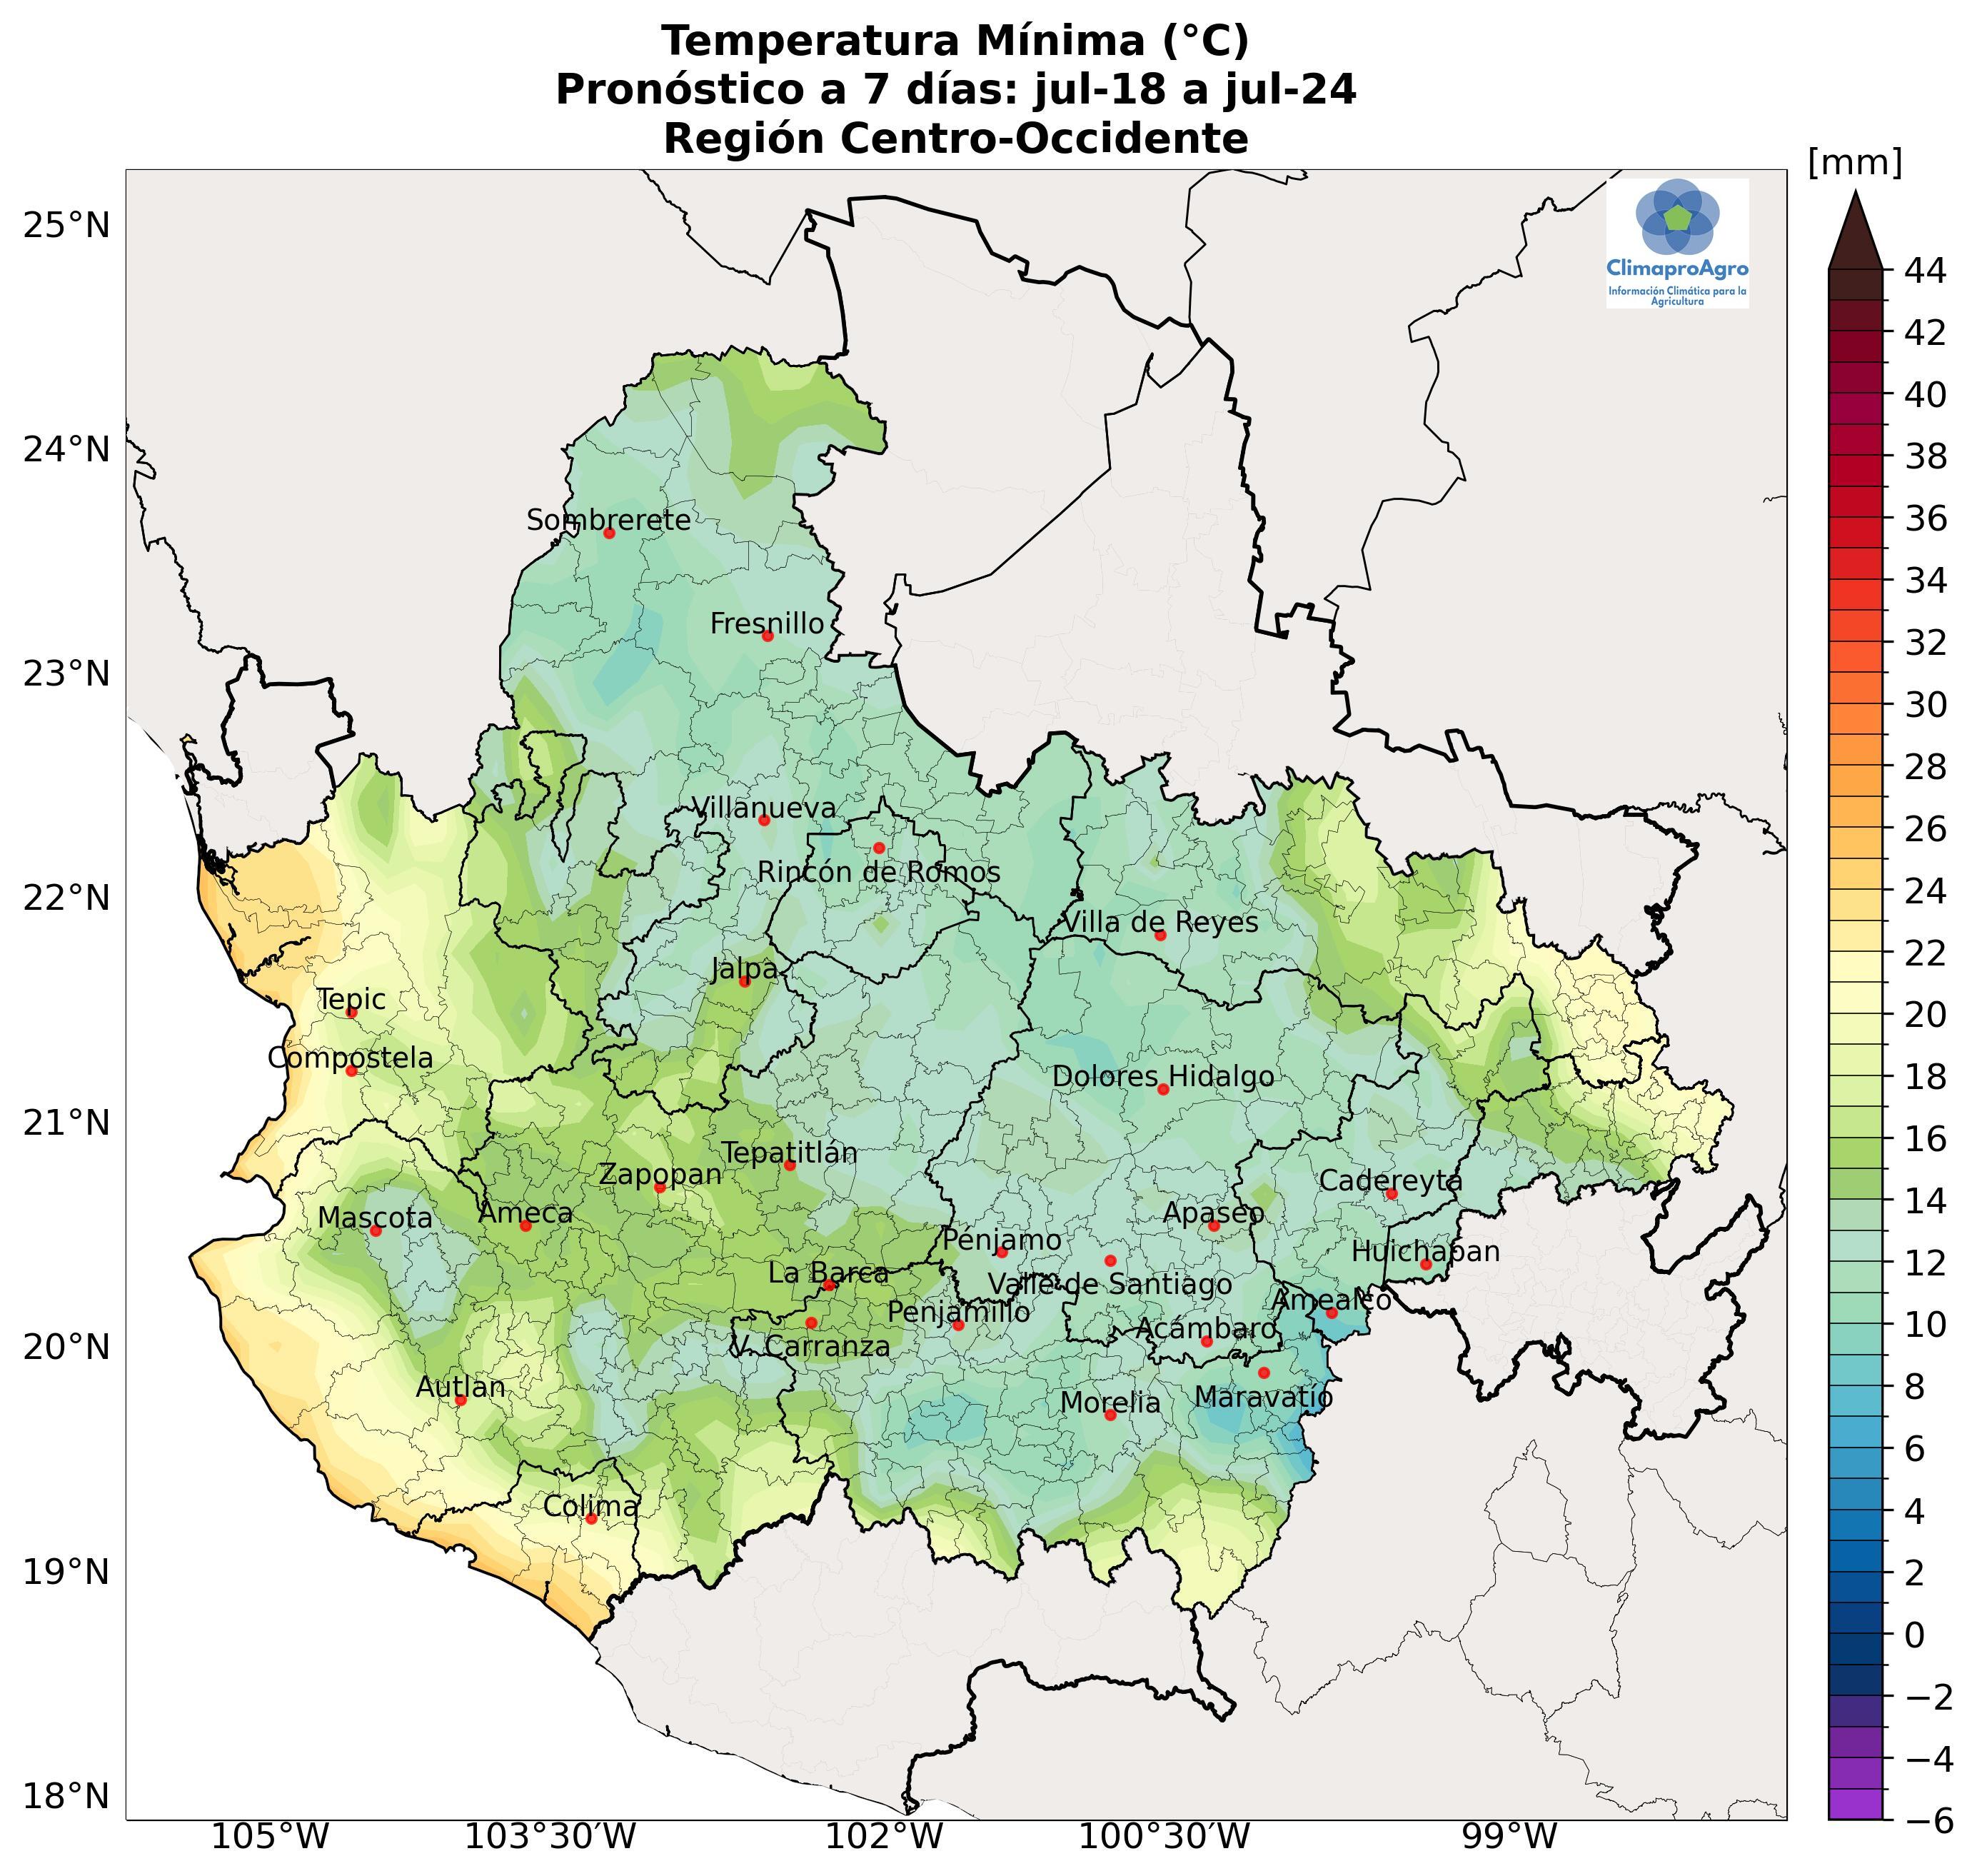 Temperatura Mínima (°C)
Pronóstico a 7 días: jul-18 a jul-24
Región Centro-Occidente
[mm]
ClimaproAgro
Información Climática para la
Agricultura
25°N
24°N
23°N
22°N
21°N
20°N
19°N
18°N
Sombrerete
Fresnillo
Villanueva
Rincón de Romos
Villa de Reyes
Jalpa
Tepic
Compostela
Dolores Hidalgo
Tepatitlán
Zapopan
Cadereyta
Mascota
Ameca
Apaseo
Pénjamo
Huichapan
La Barca
Valle de Santiago
Amealco
Penjamillo
Acámbaro
V. Carranza
Autlan
Maravatío
Morelia
Colima
105°W
103°30′W
102°W
100°30′W
99°W
44
42
40
38
36
34
32
30
28
26
24
22
20
18
16
14
12
10
8
6
4
2
0
−2
−4
−6